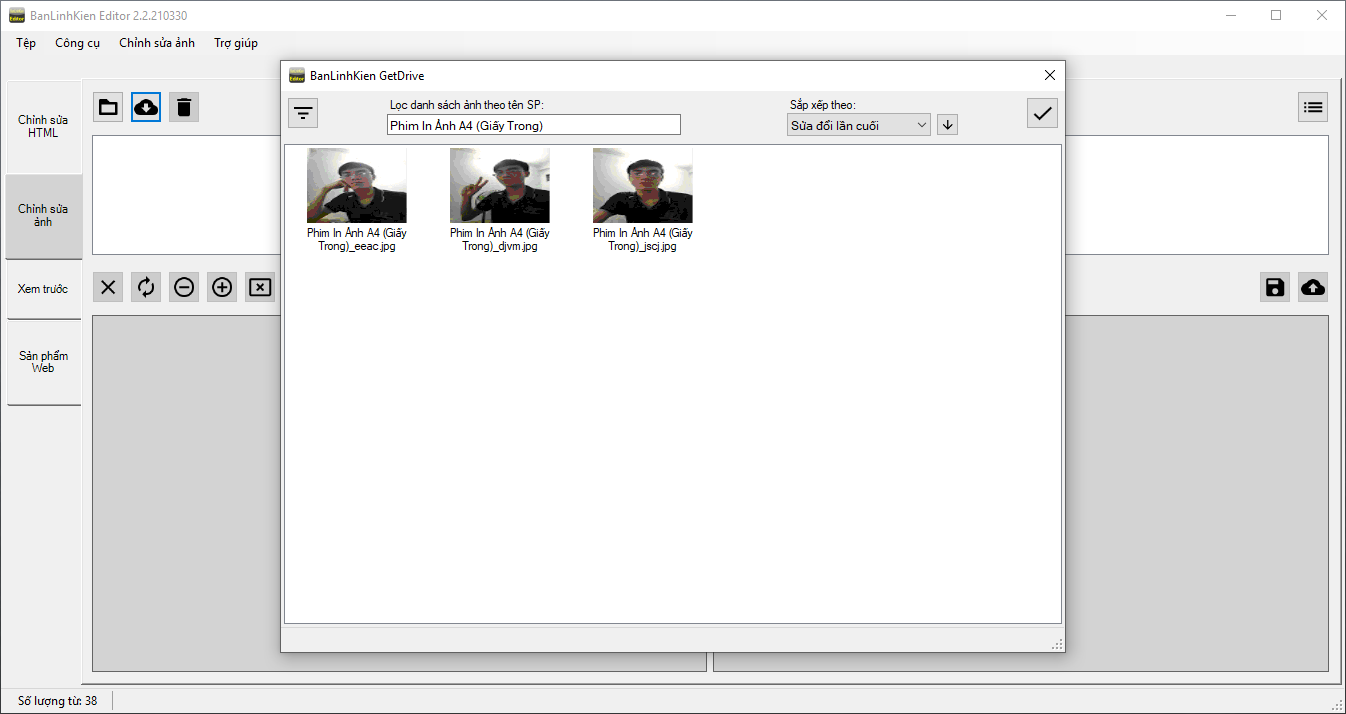 BanLinhKien Editor 2.2.210330
Tệp Công cụ Chỉnh sửa ảnh Trợ giúp
Chỉnh sửa
HTML
Chỉnh sửa
ảnh
Xem trước
Sản phẩm
Web
BanLinhKien GetDrive
Lọc danh sách ảnh theo tên SP:
Phim In Ảnh A4 (Giấy Trong)
Sắp xếp theo:
Sửa đổi lần cuối
Phim In Ảnh A4 (Giấy
Trong)_eeac.jpg
Phim In Ảnh A4 (Giấy
Trong)_djvm.jpg
Phim In Ảnh A4 (Giấy
Trong)_jscj.jpg
Số lượng từ: 38